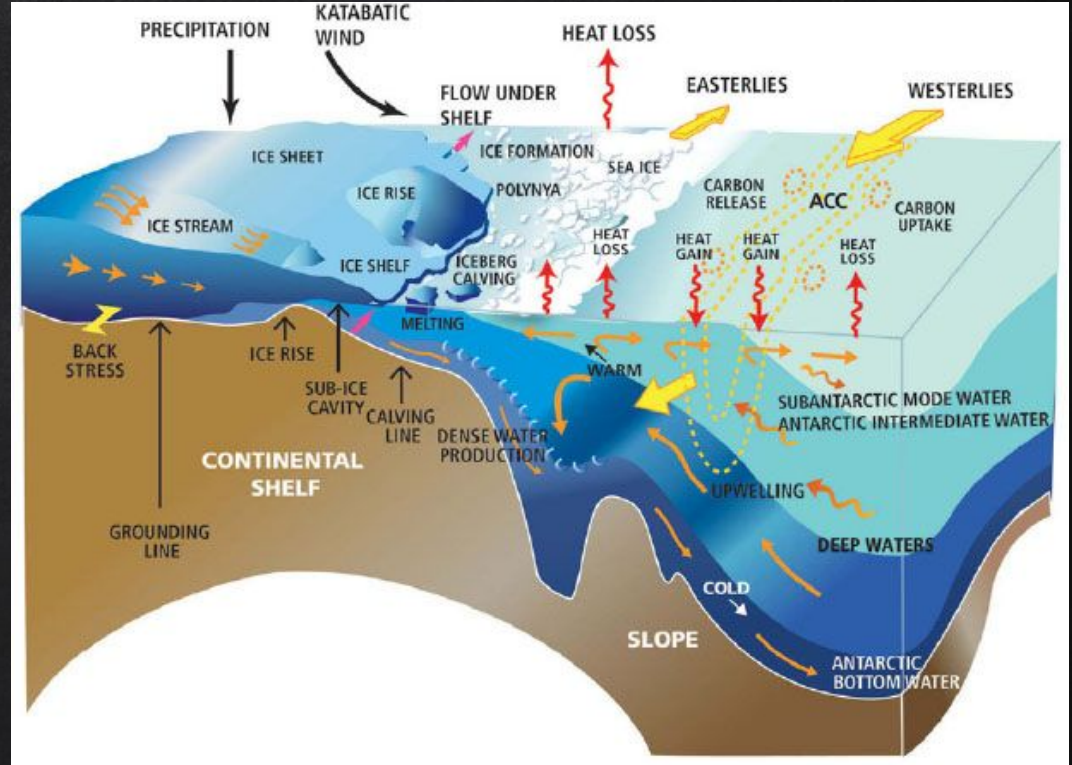 PRECIPITATION
KATABATIC
WIND
HEAT LOSS
FLOW UNDER
SHELF
EASTERLIES
WESTERLIES
ICE SHEET
ICE FORMATION
SEA ICE
ICE RISE
POLYNYA
CARBON
RELEASE
ACC
CARBON
UPTAKE
ICE STREAM
HEAT
LOSS
HEAT
GAIN
HEAT
GAIN
HEAT
LOSS
ICE SHELF
ICEBERG
CALVING
MELTING
BACK
STRESS
ICE RISE
SUB-ICE
CAVITY
CALVING
LINE
WARM
SUBANTARCTIC MODE WATER
ANTARCTIC INTERMEDIATE WATER
DENSE WATER
PRODUCTION
CONTINENTAL
SHELF
UPWELLING
GROUNDING
LINE
DEEP WATERS
COLD
SLOPE
ANTARCTIC
BOTTOM WATER